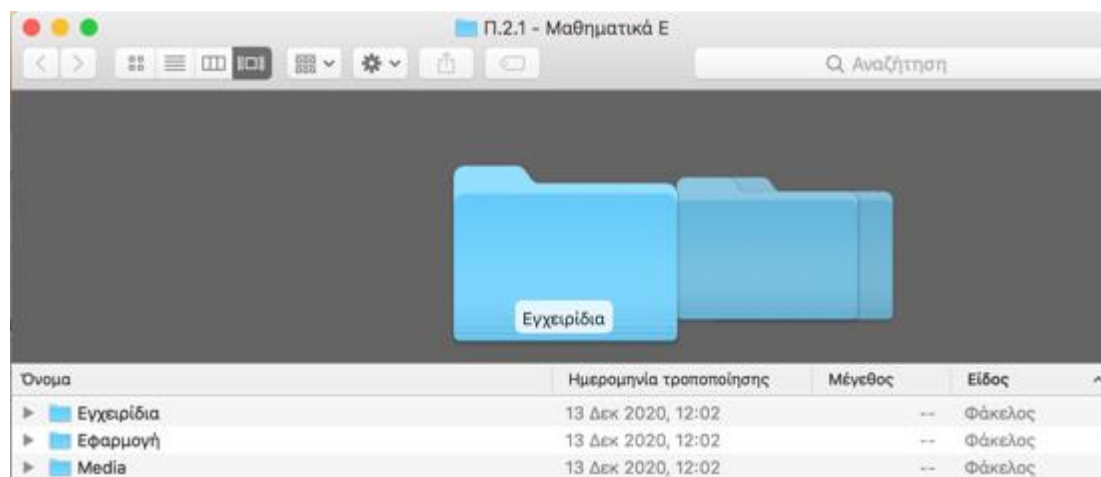 Π.2.1 - Μαθηματικά Ε
Αναζήτηση
Εγχειρίδια
Όνομα Ημερομηνία τροποποίησης Μέγεθος Είδος
Εγχειρίδια 13 Δεκ 2020, 12:02 -- Φάκελος
Εφαρμογή 13 Δεκ 2020, 12:02 -- Φάκελος
Media 13 Δεκ 2020, 12:02 -- Φάκελος